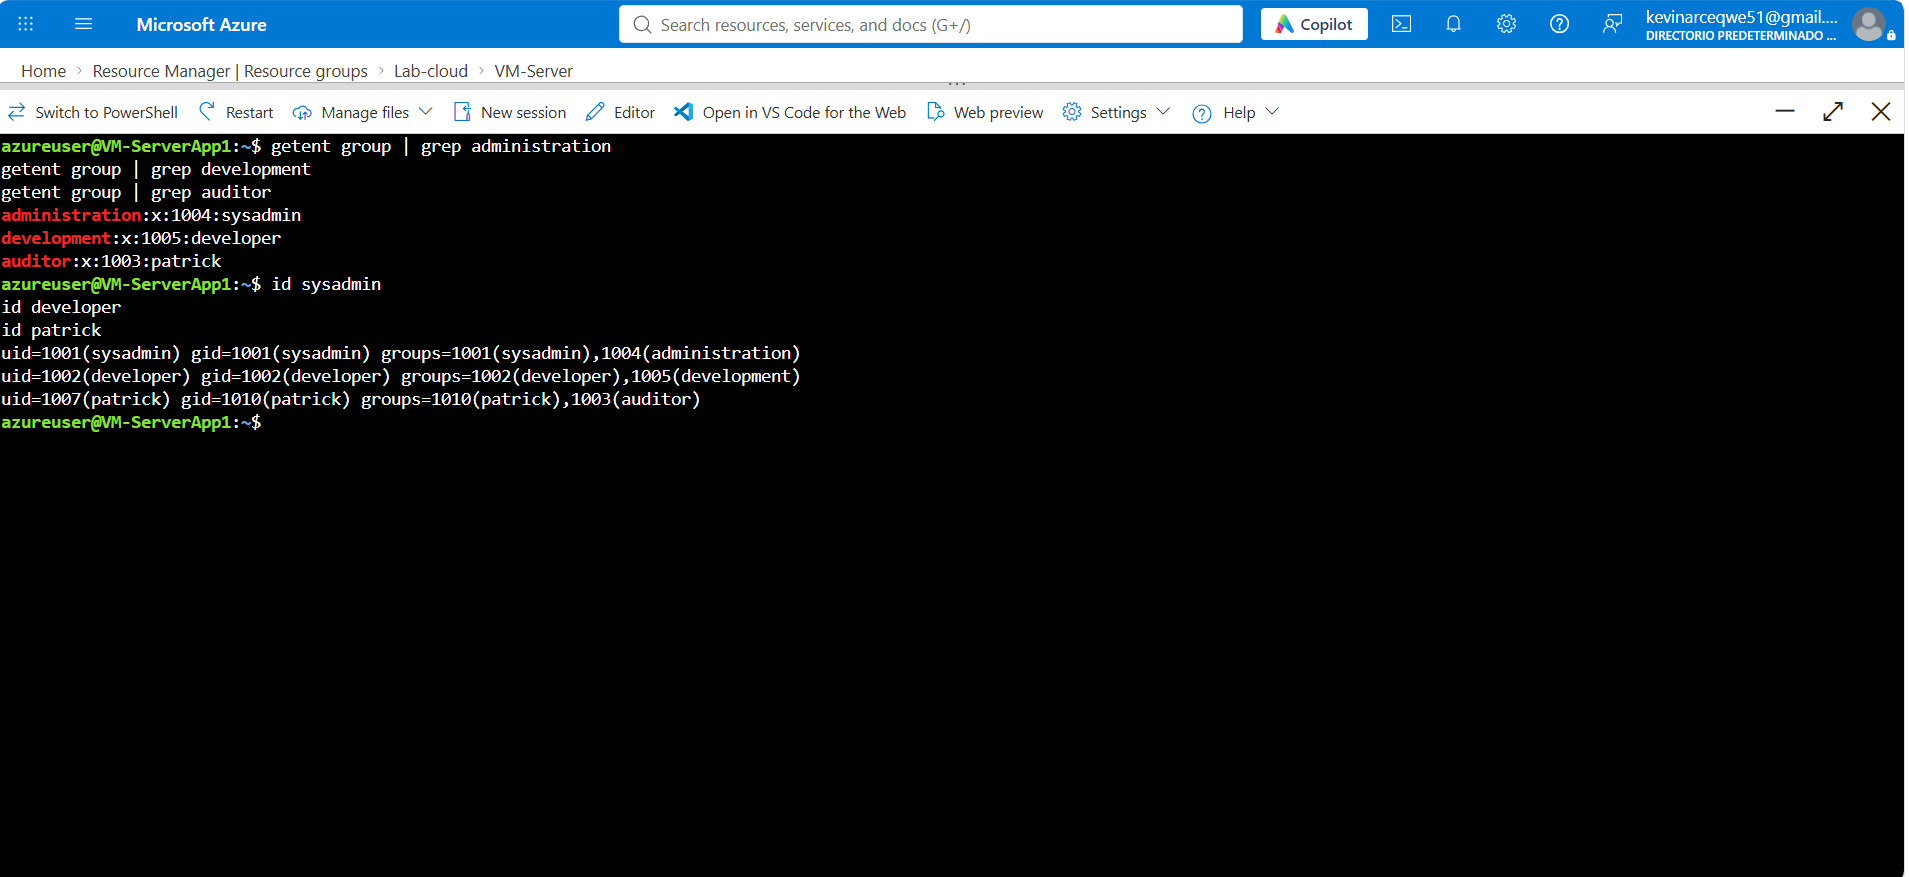 Microsoft Azure
Search resources, services, and docs (G+/)
Copilot
kevinarceqwe51@gmail....
DIRECTORIO PREDETERMINADO ...
Home > Resource Manager | Resource groups > Lab-cloud > VM-Server
Switch to PowerShell Restart Manage files New session Editor Open in VS Code for the Web Web preview Settings Help
azureuser@VM-ServerApp1:~$ getent group | grep administration
getent group | grep development
getent group | grep auditor
administration:x:1004:sysadmin
development:x:1005:developer
auditor:x:1003:patrick
azureuser@VM-ServerApp1:~$ id sysadmin
id developer
id patrick
uid=1001(sysadmin) gid=1001(sysadmin) groups=1001(sysadmin),1004(administration)
uid=1002(developer) gid=1002(developer) groups=1002(developer),1005(development)
uid=1007(patrick) gid=1010(patrick) groups=1010(patrick),1003(auditor)
azureuser@VM-ServerApp1:~$